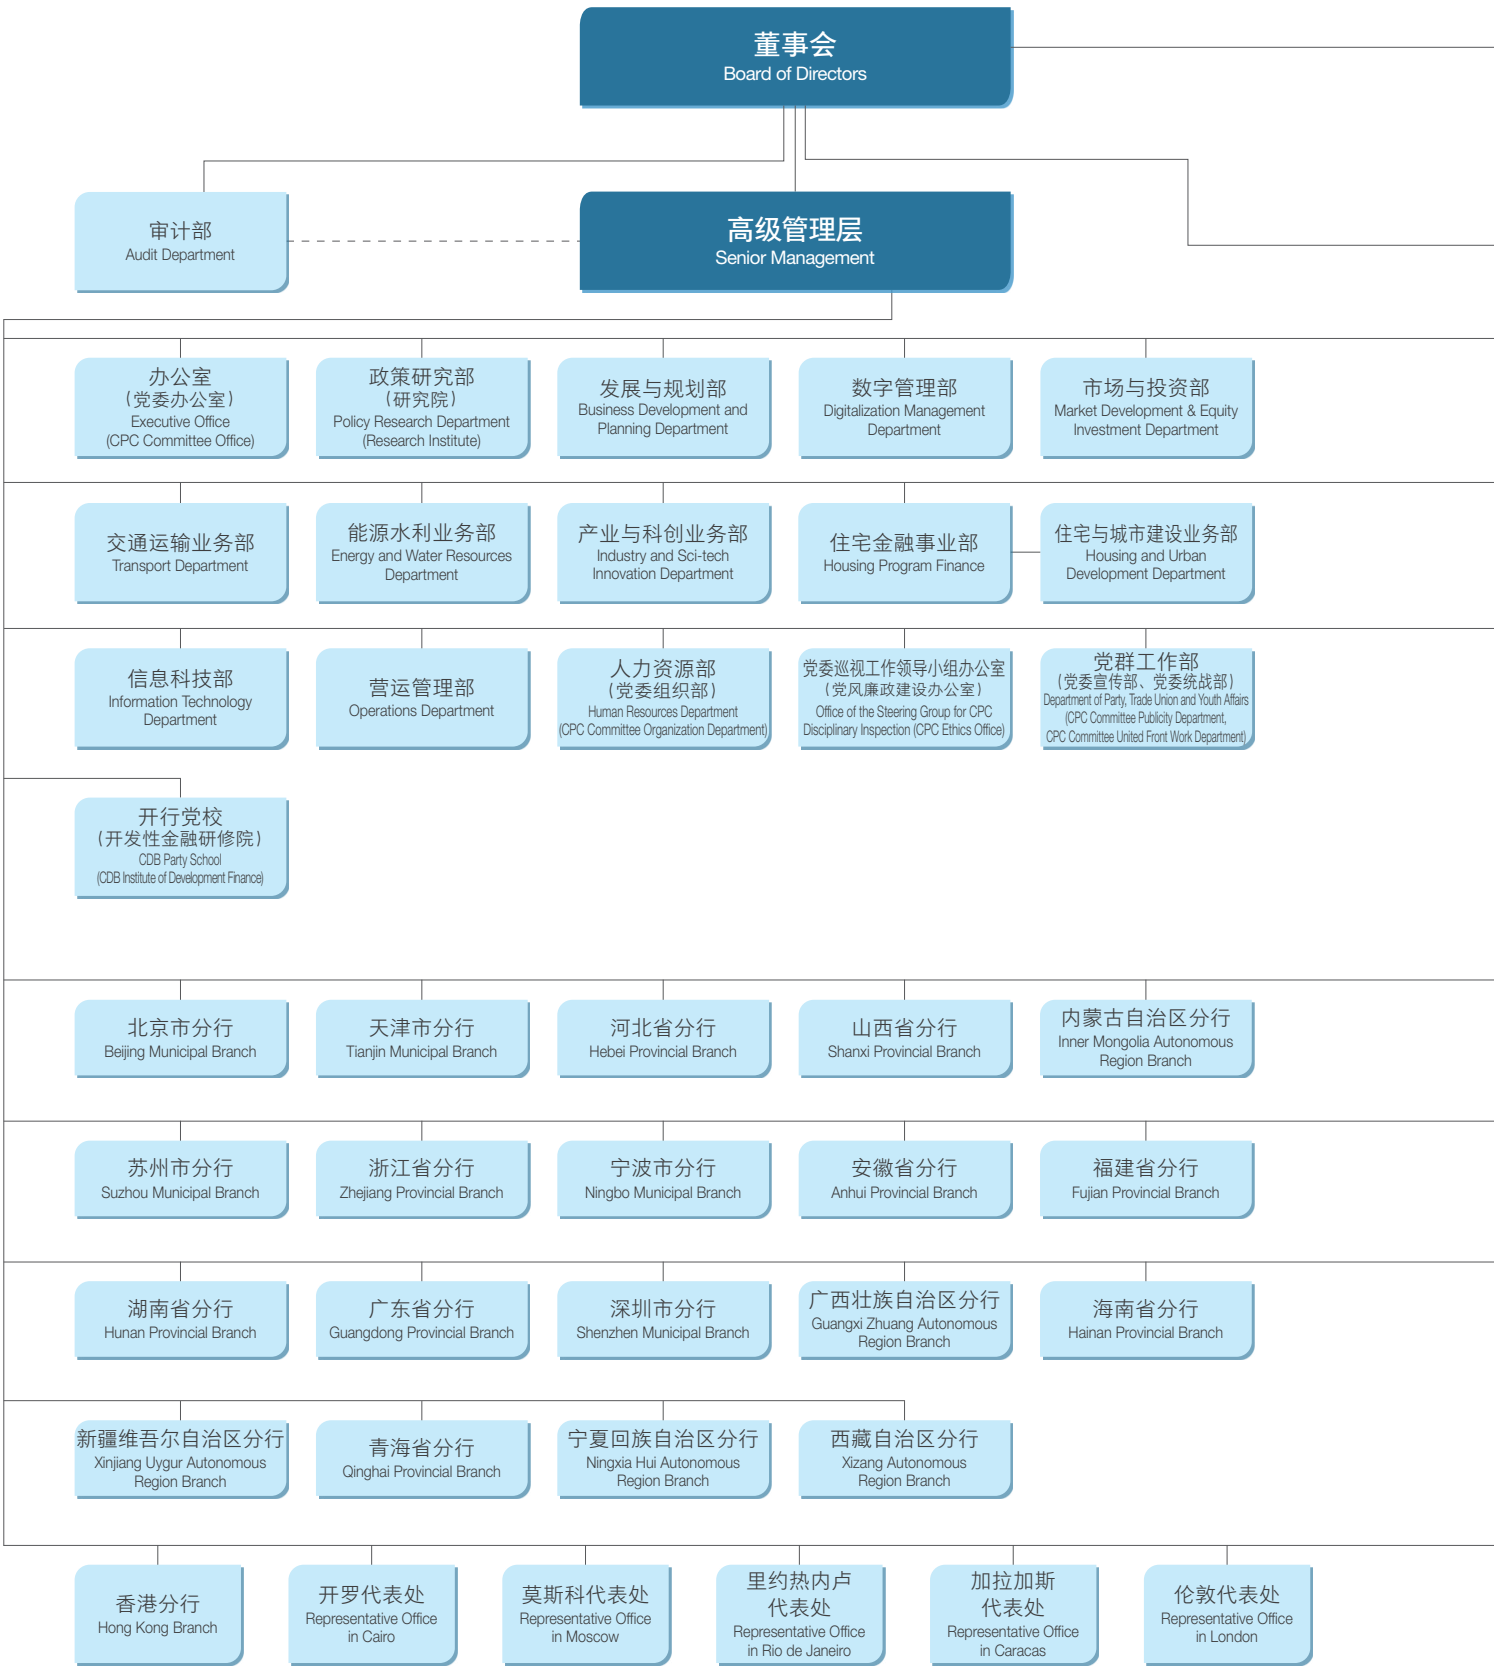 董事会
Board of Directors
审计部
Audit Department
高级管理层
Senior Management
办公室
（党委办公室）
Executive Office
(CPC Committee Office)
政策研究部
（研究院）
Policy Research Department
(Research Institute)
发展与规划部
Business Development and
Planning Department
数字管理部
Digitalization Management
Department
市场与投资部
Market Development & Equity
Investment Department
交通运输业务部
Transport Department
能源水利业务部
Energy and Water Resources
Department
产业与科创业务部
Industry and Sci-tech
Innovation Department
住宅金融事业部
Housing Program Finance
住宅与城市建设业务部
Housing and Urban
Development Department
信息科技部
Information Technology
Department
营运管理部
Operations Department
人力资源部
（党委组织部）
Human Resources Department
(CPC Committee Organization Department)
党委巡视工作领导小组办公室
（党风廉政建设办公室）
Office of the Steering Group for CPC
Disciplinary Inspection (CPC Ethics Office)
党群工作部
（党委宣传部、党委统战部）
Department of Party, Trade Union and Youth Affairs
(CPC Committee Publicity Department,
CPC Committee United Front Work Department)
开行党校
（开发性金融研修院）
CDB Party School
(CDB Institute of Development Finance)
北京市分行
Beijing Municipal Branch
天津市分行
Tianjin Municipal Branch
河北省分行
Hebei Provincial Branch
山西省分行
Shanxi Provincial Branch
内蒙古自治区分行
Inner Mongolia Autonomous
Region Branch
苏州市分行
Suzhou Municipal Branch
浙江省分行
Zhejiang Provincial Branch
宁波市分行
Ningbo Municipal Branch
安徽省分行
Anhui Provincial Branch
福建省分行
Fujian Provincial Branch
湖南省分行
Hunan Provincial Branch
广东省分行
Guangdong Provincial Branch
深圳市分行
Shenzhen Municipal Branch
广西壮族自治区分行
Guangxi Zhuang Autonomous
Region Branch
海南省分行
Hainan Provincial Branch
新疆维吾尔自治区分行
Xinjiang Uygur Autonomous
Region Branch
青海省分行
Qinghai Provincial Branch
宁夏回族自治区分行
Ningxia Hui Autonomous
Region Branch
西藏自治区分行
Xizang Autonomous
Region Branch
香港分行
Hong Kong Branch
开罗代表处
Representative Office
in Cairo
莫斯科代表处
Representative Office
in Moscow
里约热内卢
代表处
Representative Office
in Rio de Janeiro
加拉加斯
代表处
Representative Office
in Caracas
伦敦代表处
Representative Office
in London